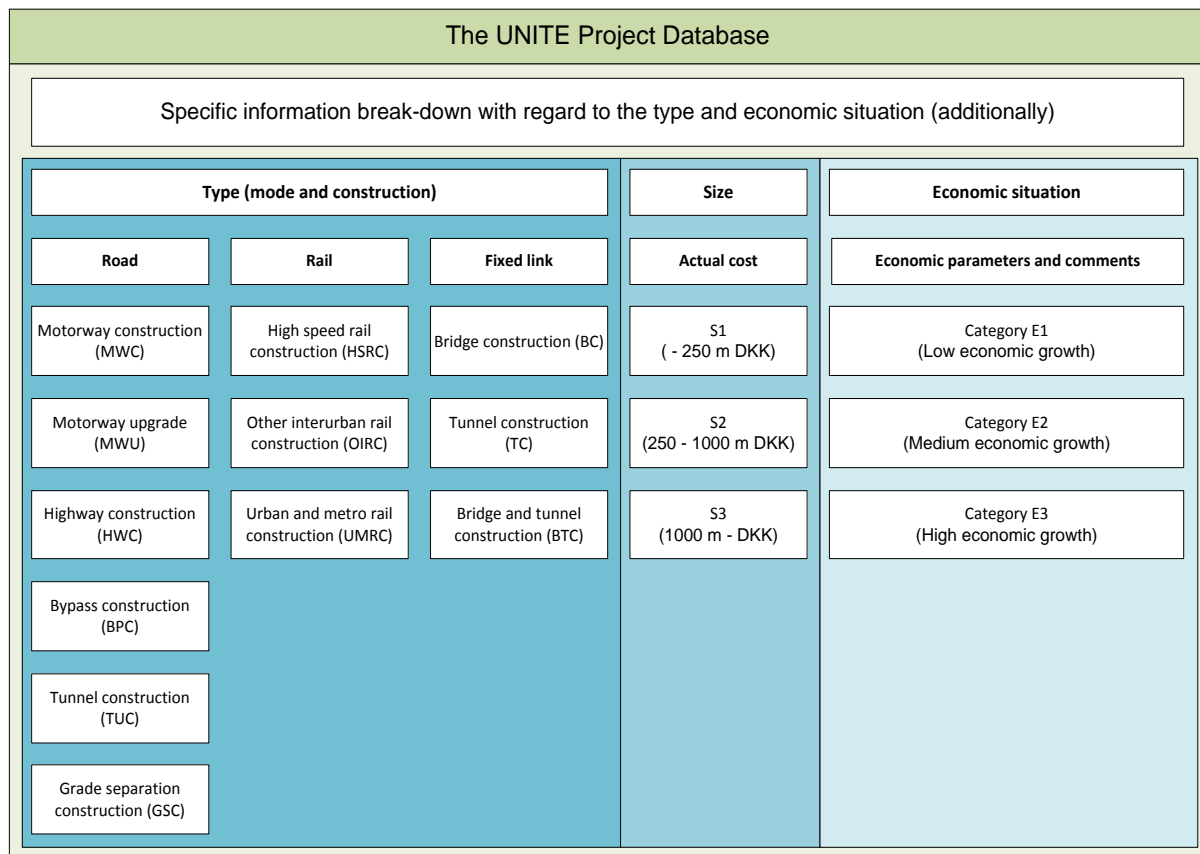 The UNITE Project Database
Specific information break-down with regard to the type and economic situation (additionally)
Type (mode and construction)
Size
Economic situation
Road
Rail
Fixed link
Actual cost
Economic parameters and comments
Motorway construction
(MWC)
High speed rail
construction (HSRC)
Bridge construction (BC)
S1
( - 250 m DKK)
Category E1
(Low economic growth)
Motorway upgrade
(MWU)
Other interurban rail
construction (OIRC)
Tunnel construction
(TC)
S2
(250 - 1000 m DKK)
Category E2
(Medium economic growth)
Highway construction
(HWC)
Urban and metro rail
construction (UMRC)
Bridge and tunnel
construction (BTC)
S3
(1000 m - DKK)
Category E3
(High economic growth)
Bypass construction
(BPC)
Tunnel construction
(TUC)
Grade separation
construction (GSC)